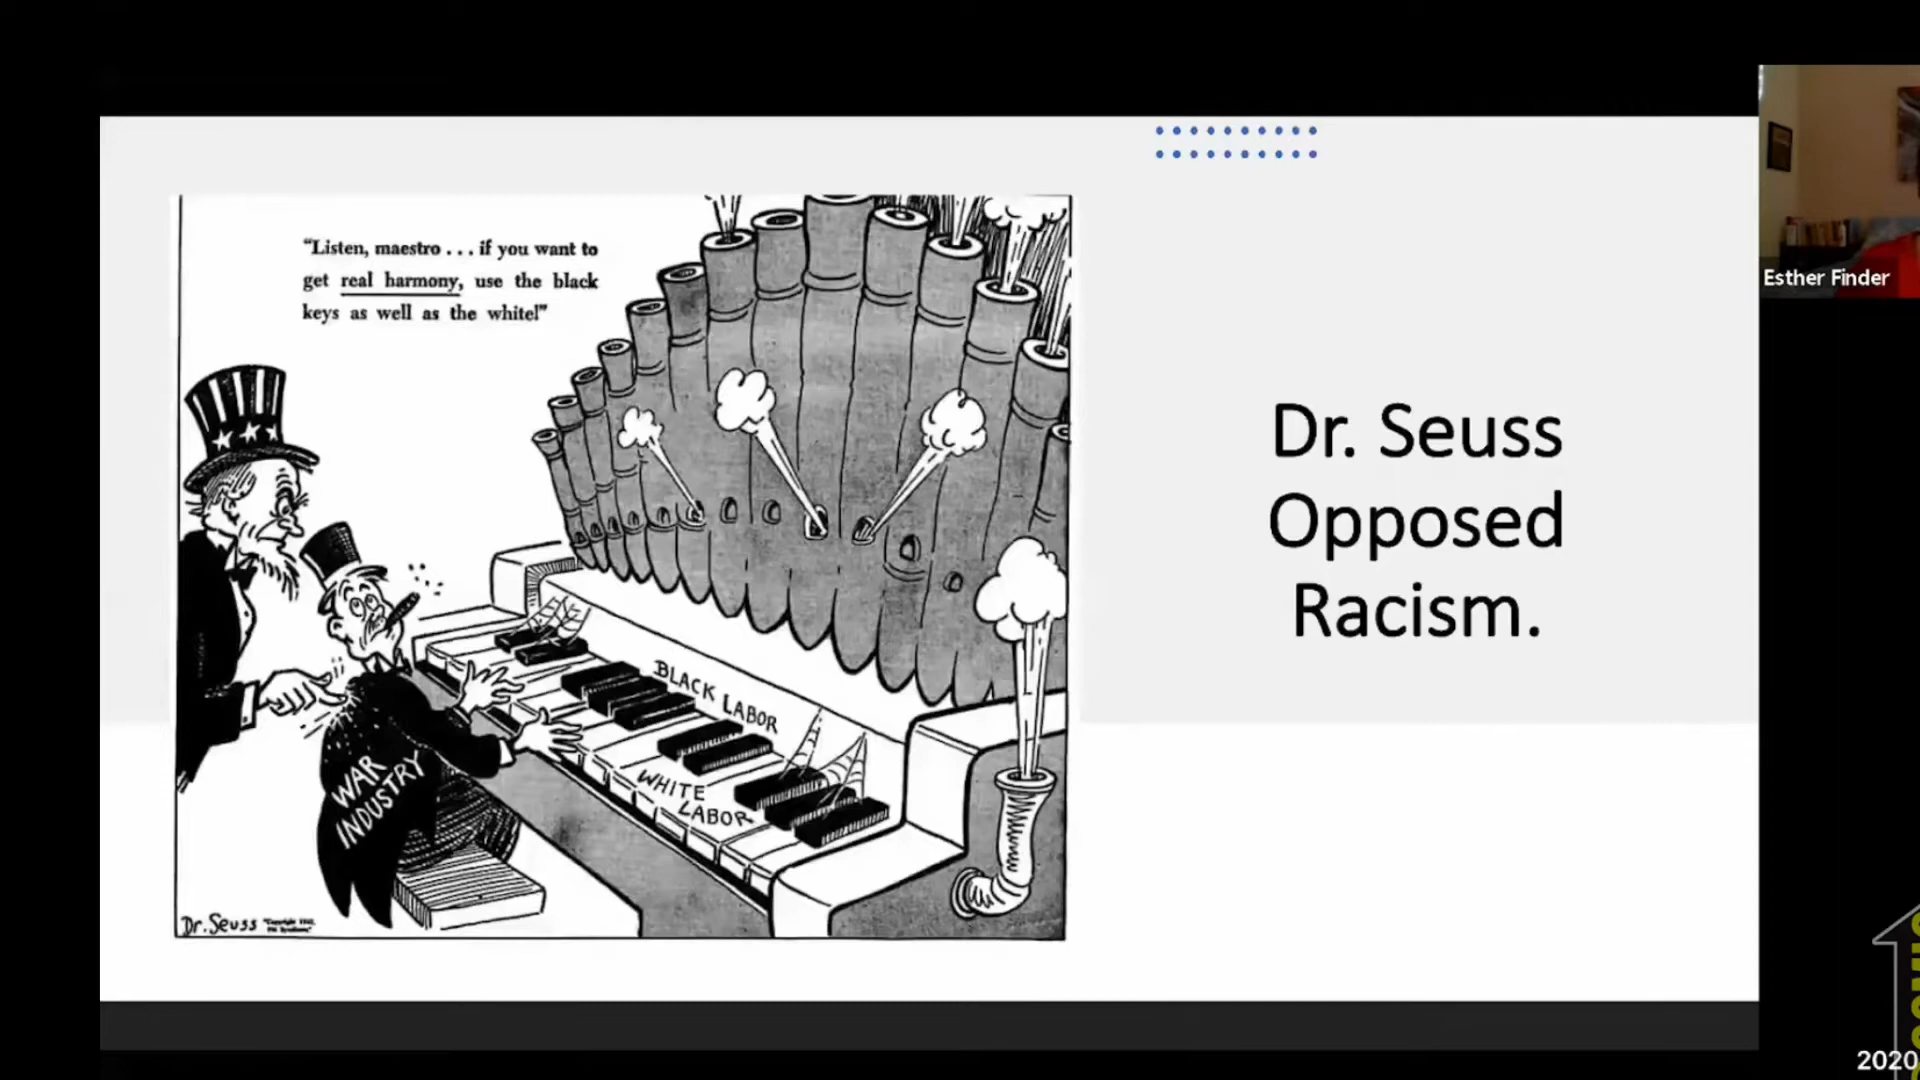 "Listen, maestro . . . if you want to
get real harmony, use the black
keys as well as the white!"
BLACK LABOR
WHITE
LABOR
WAR
INDUSTRY
Dr. Seuss
Dr. Seuss
Opposed
Racism.
Esther Finder
2020